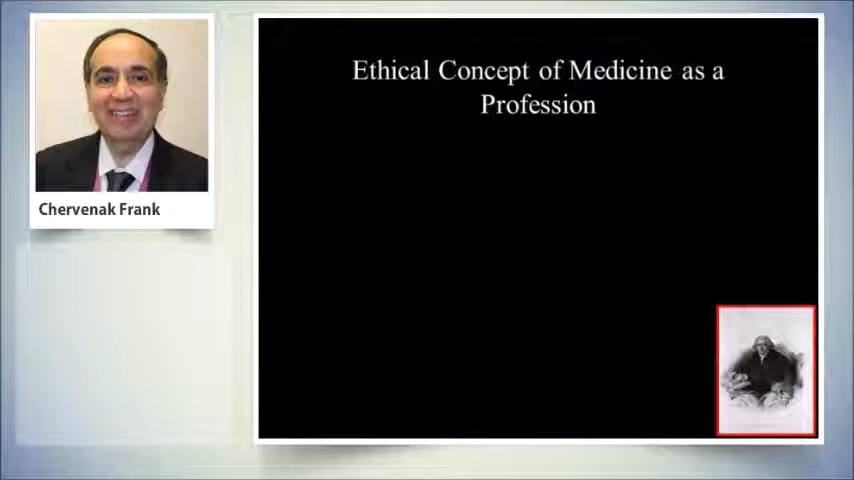 Ethical Concept of Medicine as a
Profession
Chervenak Frank